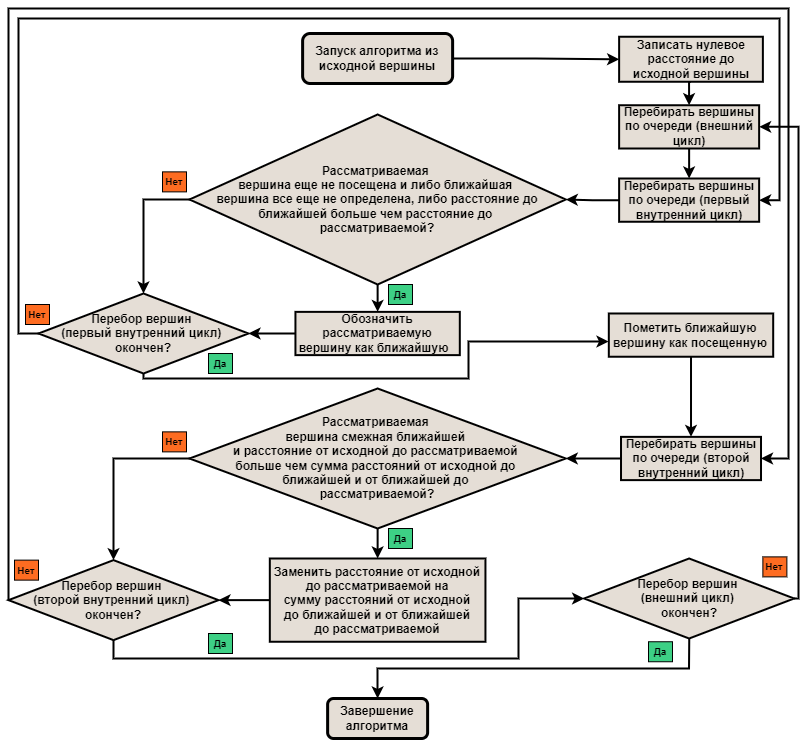 Запуск алгоритма из
исходной вершины
Записать нулевое
расстояние до
исходной вершины
Перебирать вершины
по очереди (внешний
цикл)
Перебирать вершины
по очереди (первый
внутренний цикл)
Рассматриваемая
вершина еще не посещена и либо ближайшая
вершина все еще не определена, либо расстояние до
ближайшей больше чем расстояние до
рассматриваемой?
Нет
Да
Обозначить
рассматриваемую
вершину как ближайшую
Перебор вершин
(первый внутренний цикл)
окончен?
Нет
Да
Пометить ближайшую
вершину как посещенную
Перебирать вершины
по очереди (второй
внутренний цикл)
Рассматриваемая
вершина смежная ближайшей
и расстояние от исходной до рассматриваемой
больше чем сумма расстояний от исходной до
ближайшей и от ближайшей до
рассматриваемой?
Нет
Да
Заменить расстояние от исходной
до рассматриваемой на
сумму расстояний от исходной
до ближайшей и от ближайшей
до рассматриваемой
Перебор вершин
(второй внутренний цикл)
окончен?
Нет
Да
Перебор вершин
(внешний цикл)
окончен?
Нет
Да
Завершение
алгоритма